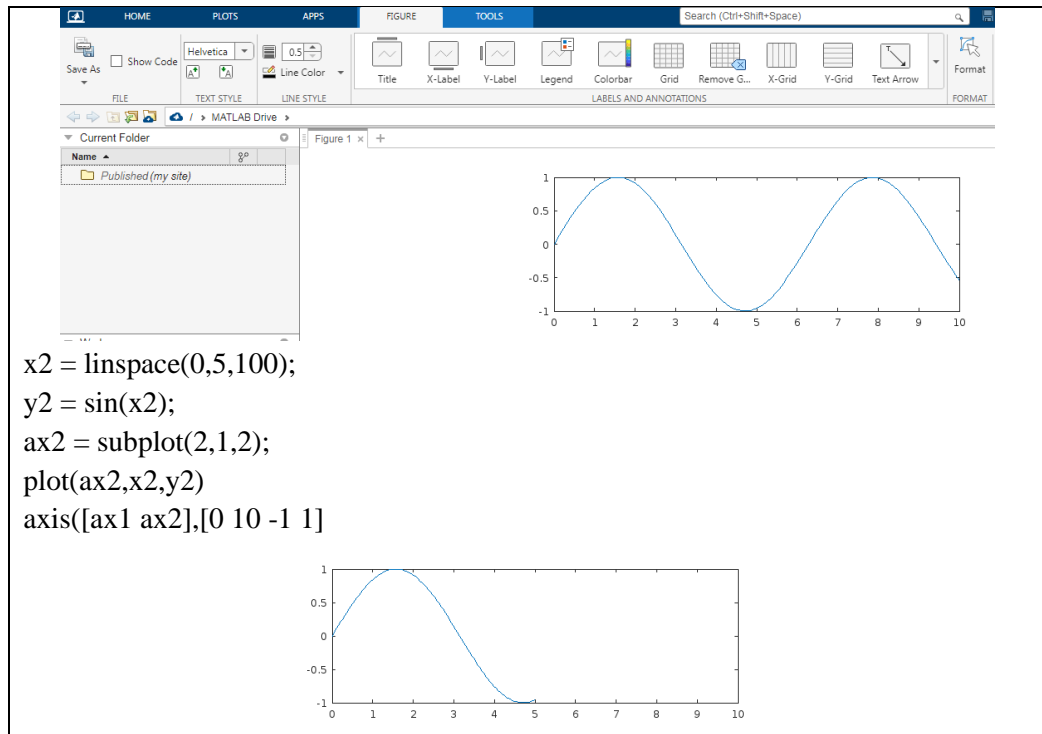 HOME PLOTS APPS FIGURE TOOLS Search (Ctrl+Shift+Space)
Save As Show Code Helvetica 0.5 Line Color Title X-Label Y-Label Legend Colorbar Grid Remove G... X-Grid Y-Grid Text Arrow Format
FILE TEXT STYLE LINE STYLE LABELS AND ANNOTATIONS FORMAT
/ > MATLAB Drive >
Current Folder Figure 1 × +
Name
Published (my site)
1
0.5
0
-0.5
-1
0 1 2 3 4 5 6 7 8 9 10
x2 = linspace(0,5,100);
y2 = sin(x2);
ax2 = subplot(2,1,2);
plot(ax2,x2,y2)
axis([ax1 ax2],[0 10 -1 1]
1
0.5
0
-0.5
-1
0 1 2 3 4 5 6 7 8 9 10